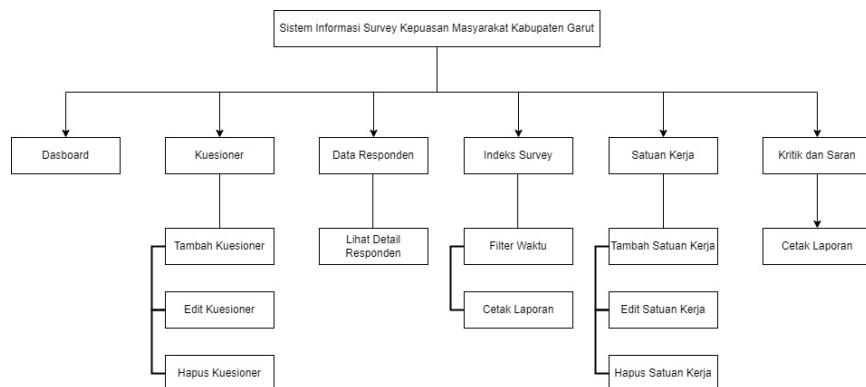 Sistem Informasi Survey Kepuasan Masyarakat Kabupaten Garut
Dasboard
Kuesioner
Data Responden
Indeks Survey
Satuan Kerja
Kritik dan Saran
Tambah Kuesioner
Lihat Detail
Responden
Filter Waktu
Tambah Satuan Kerja
Cetak Laporan
Edit Kuesioner
Cetak Laporan
Edit Satuan Kerja
Hapus Kuesioner
Hapus Satuan Kerja